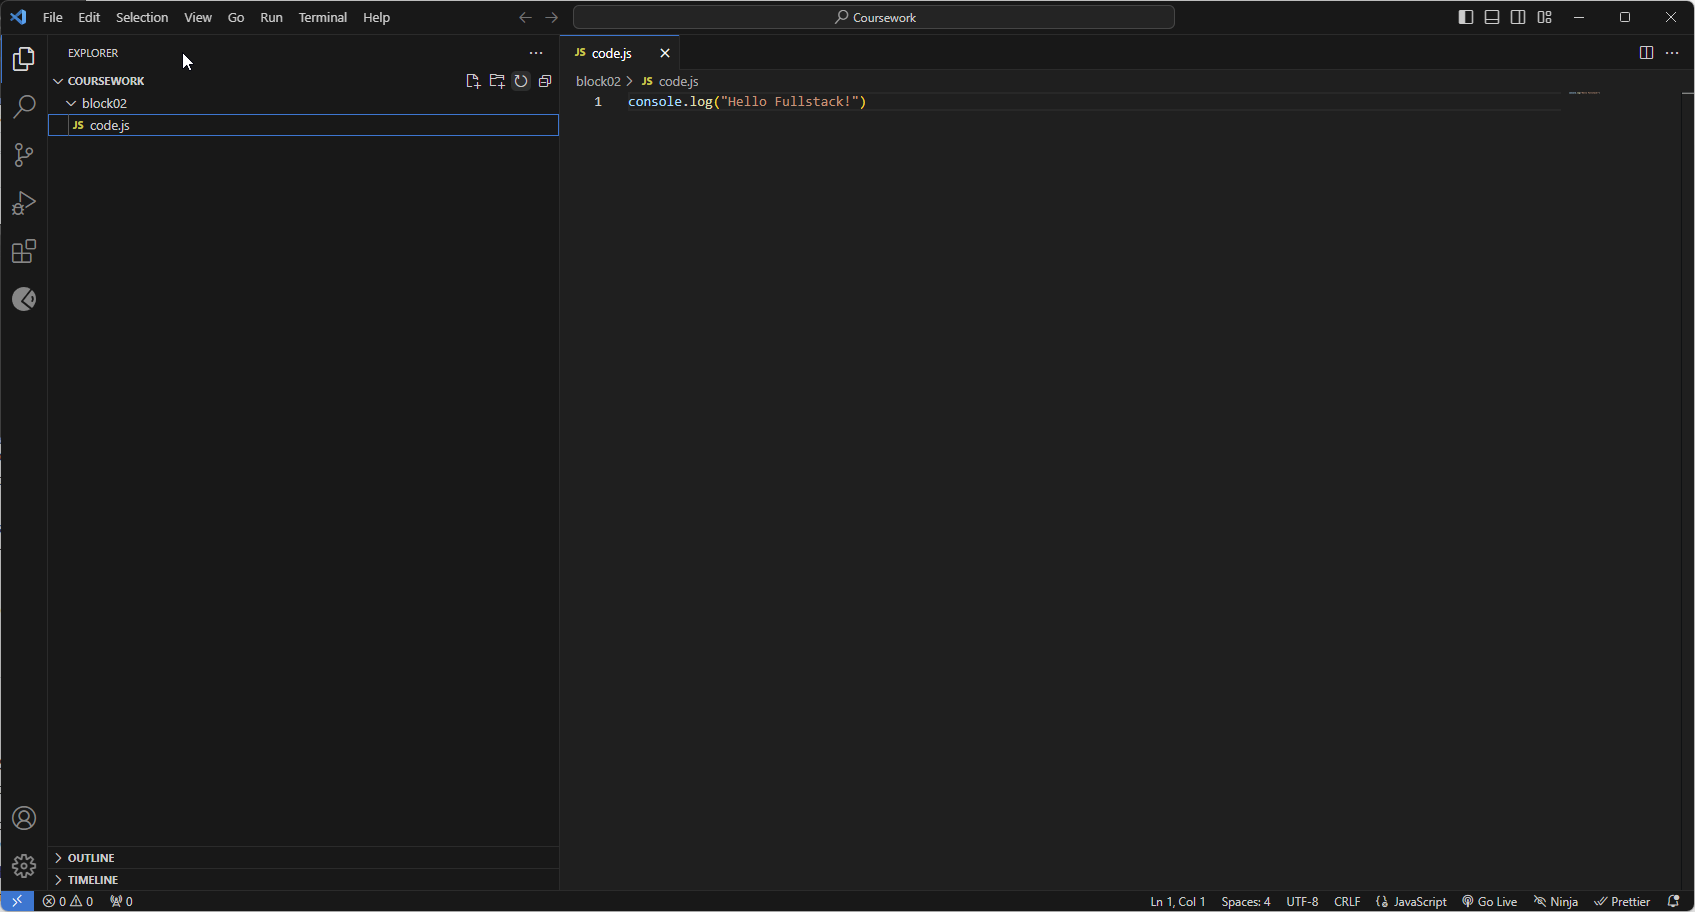 File Edit Selection View Go Run Terminal Help
Coursework
EXPLORER
COURSEWORK
block02
JS code.js
OUTLINE
TIMELINE
JS code.js
block02 JS code.js
1 console.log("Hello Fullstack!")
0 0 0
Ln 1, Col 1 Spaces: 4 UTF-8 CRLF JavaScript Go Live Ninja Prettier